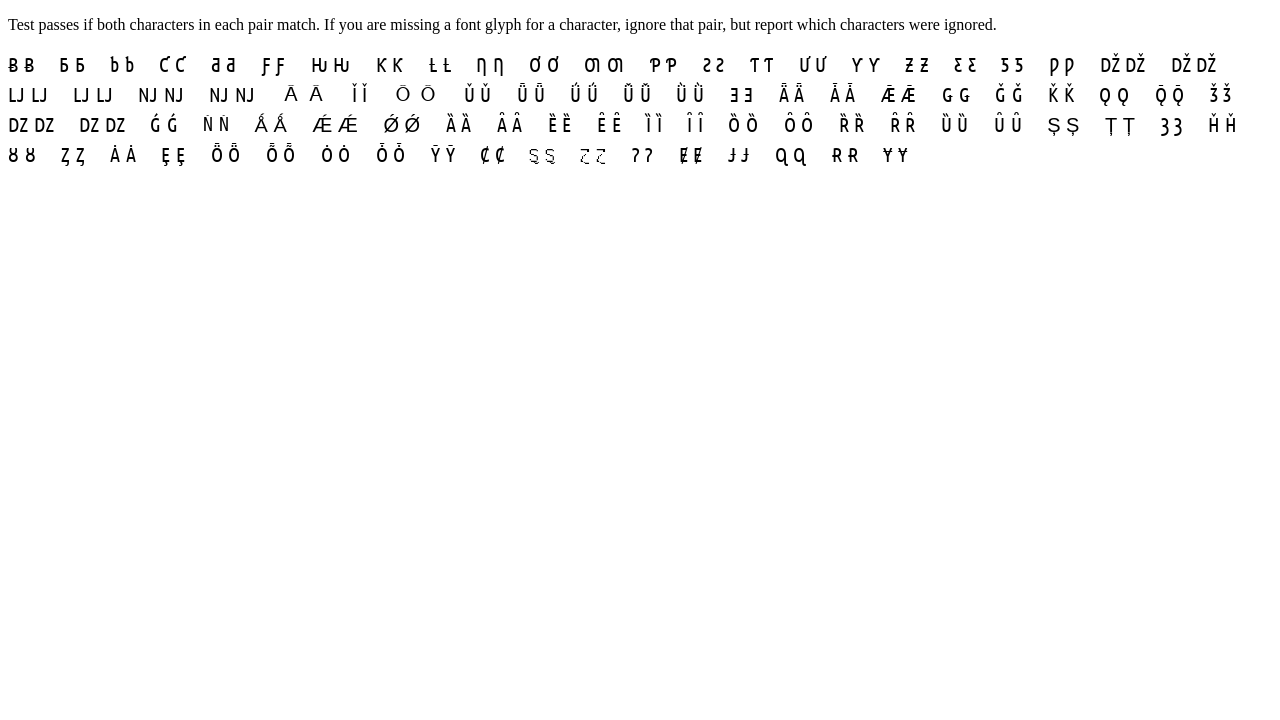 Test passes if both characters in each pair match. If you are missing a font glyph for a character, ignore that pair, but report which characters were ignored.
Ƀ Ƀ Ƃ Ƃ Ƅ Ƅ Ƈ Ƈ Ƌ Ƌ Ƒ Ƒ Ƕ Ƕ Ƙ Ƙ Ƚ Ƚ Ƞ Ƞ Ơ Ơ Ƣ Ƣ Ƥ Ƥ Ƨ Ƨ Ƭ Ƭ Ư Ư Ƴ Ƴ Ƶ Ƶ Ƹ Ƹ Ƽ Ƽ Ƿ Ƿ Ǆ Ǆ Ǆ Ǆ
Ǉ Ǉ Ǉ Ǉ Ǌ Ǌ Ǌ Ǌ Ǎ Ǎ Ǐ Ǐ Ǒ Ǒ Ǔ Ǔ Ǖ Ǖ Ǘ Ǘ Ǚ Ǚ Ǜ Ǜ Ǝ Ǝ Ǟ Ǟ Ǡ Ǡ Ǣ Ǣ Ǥ Ǥ Ǧ Ǧ Ǩ Ǩ Ǫ Ǫ Ǭ Ǭ Ǯ Ǯ
Ǳ Ǳ Ǳ Ǳ Ǵ Ǵ Ǹ Ǹ Ǻ Ǻ Ǽ Ǽ Ǿ Ǿ Ȁ Ȁ Ȃ Ȃ Ȅ Ȅ Ȇ Ȇ Ȉ Ȉ Ȋ Ȋ Ȍ Ȍ Ȏ Ȏ Ȑ Ȑ Ȓ Ȓ Ȕ Ȕ Ȗ Ȗ Ș Ș Ț Ț Ȝ Ȝ Ȟ Ȟ
Ȣ Ȣ Ȥ Ȥ Ȧ Ȧ Ȩ Ȩ Ȫ Ȫ Ȭ Ȭ Ȯ Ȯ Ȱ Ȱ Ȳ Ȳ Ȼ Ȼ Ȿ Ȿ Ɀ Ɀ Ɂ Ɂ Ɇ Ɇ Ɉ Ɉ Ɋ Ɋ Ɍ Ɍ Ɏ Ɏ